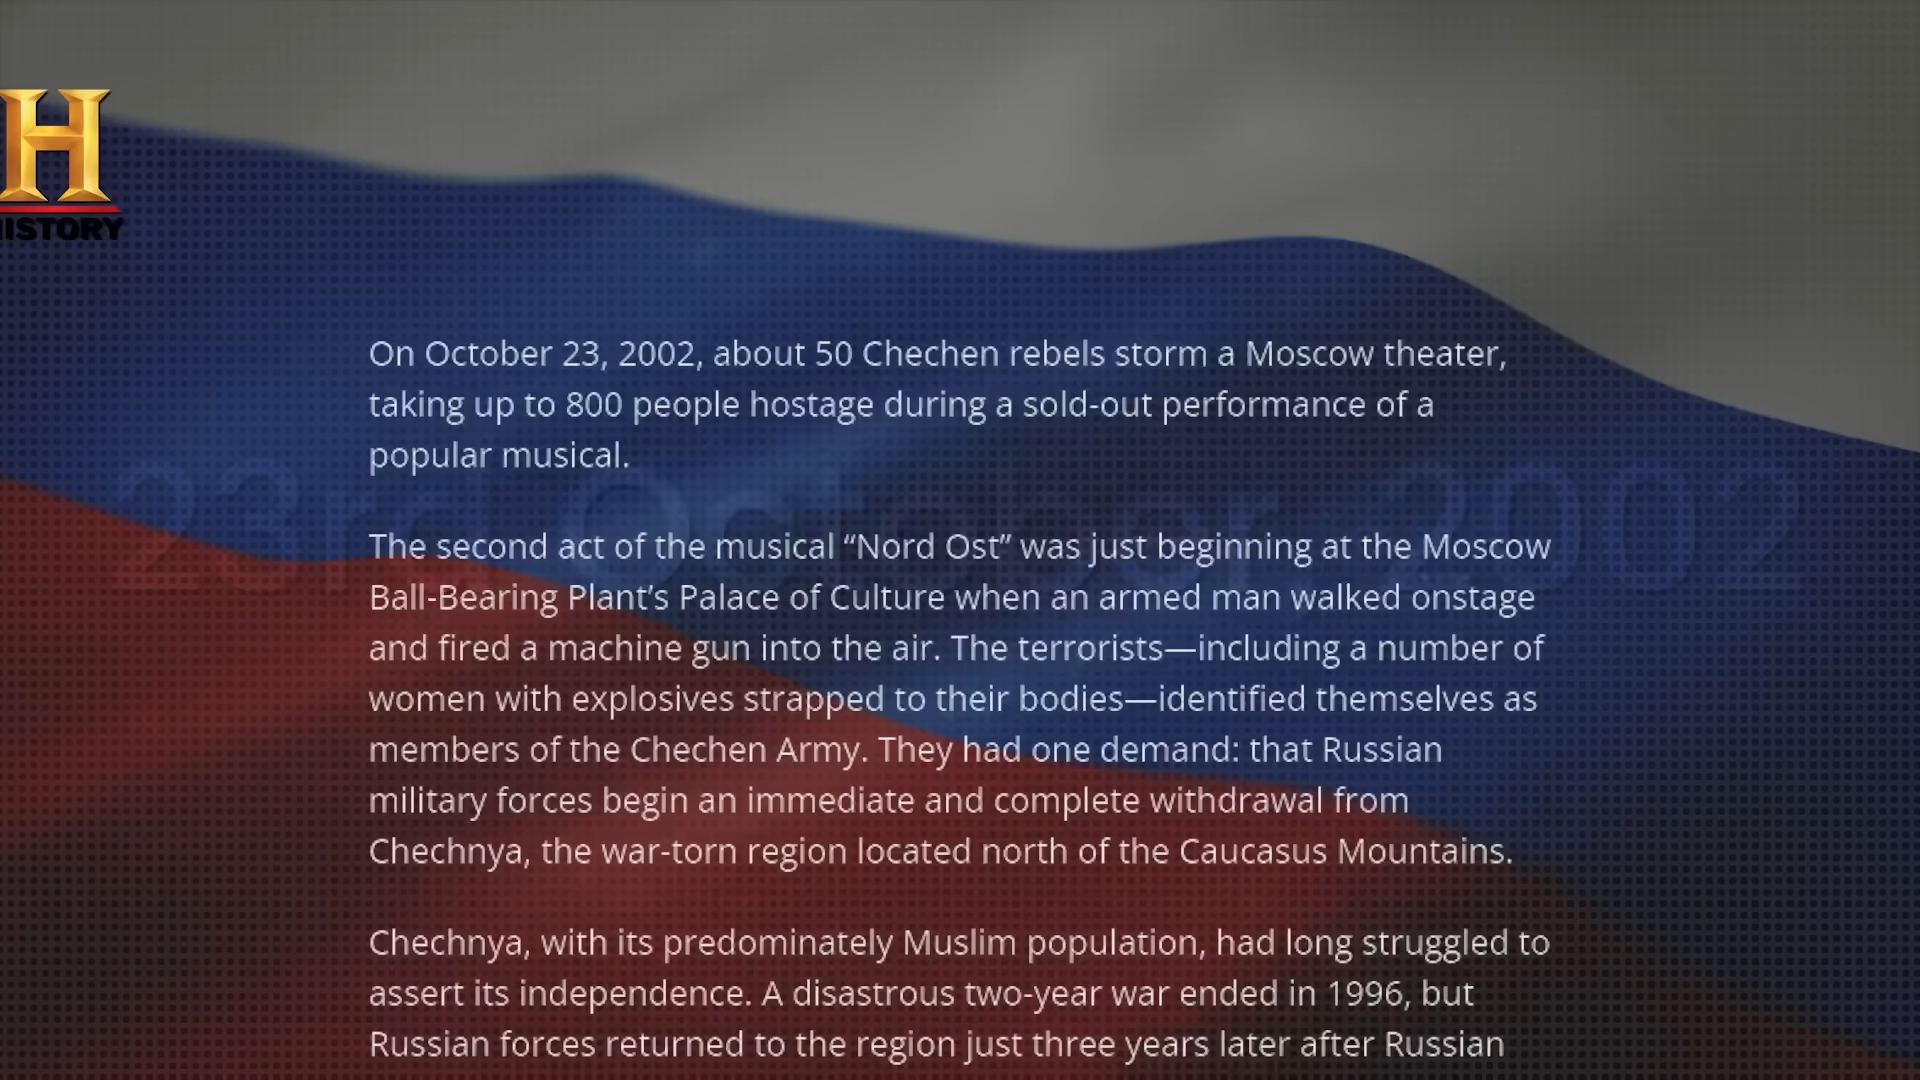 H
HISTORY
On October 23, 2002, about 50 Chechen rebels storm a Moscow theater,
taking up to 800 people hostage during a sold-out performance of a
popular musical.
23rd October, 2002
The second act of the musical “Nord Ost” was just beginning at the Moscow
Ball-Bearing Plant’s Palace of Culture when an armed man walked onstage
and fired a machine gun into the air. The terrorists—including a number of
women with explosives strapped to their bodies—identified themselves as
members of the Chechen Army. They had one demand: that Russian
military forces begin an immediate and complete withdrawal from
Chechnya, the war-torn region located north of the Caucasus Mountains.
Chechnya, with its predominately Muslim population, had long struggled to
assert its independence. A disastrous two-year war ended in 1996, but
Russian forces returned to the region just three years later after Russian